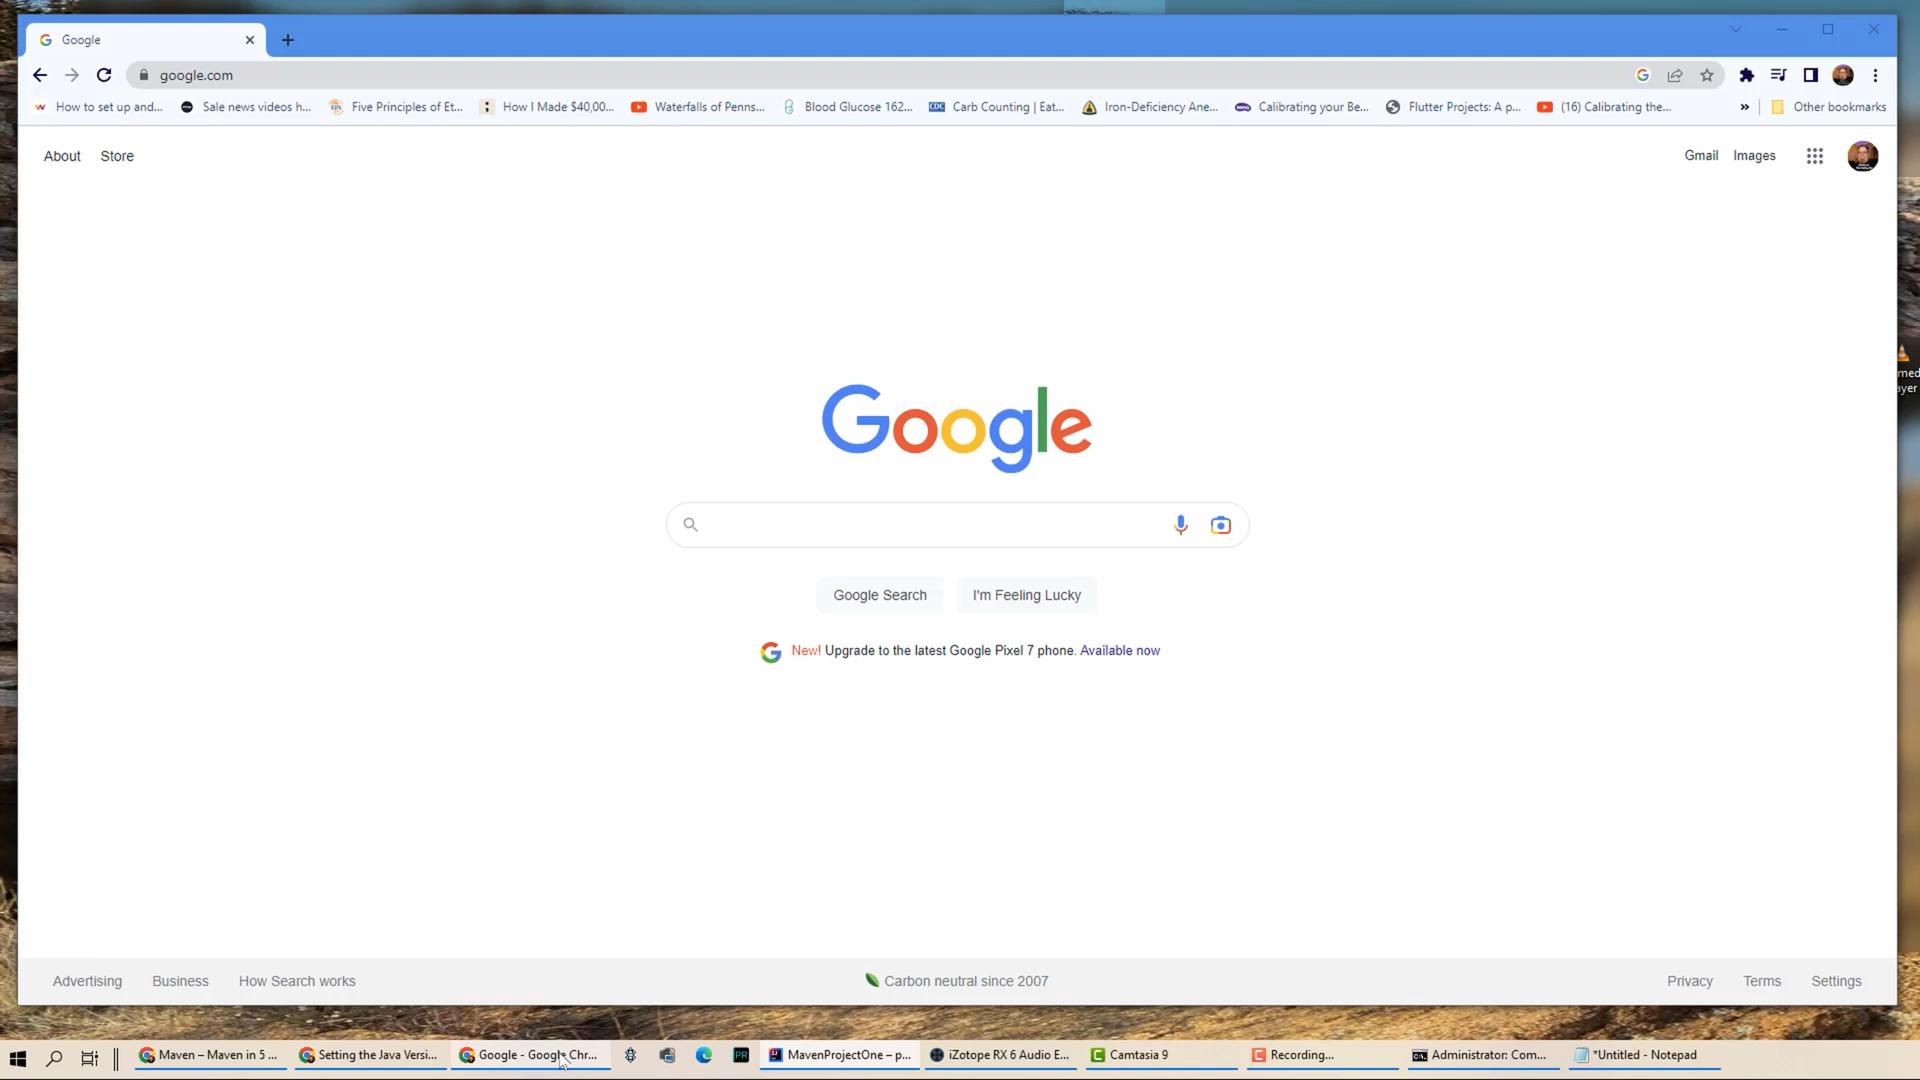 Google
google.com
How to set up and...
Sale news videos h...
Five Principles of Et...
How I Made $40,00...
Waterfalls of Penns...
Blood Glucose 162...
CDC Carb Counting | Eat...
Iron-Deficiency Ane...
Calibrating your Be...
Flutter Projects: A p...
(16) Calibrating the...
»
Other bookmarks
About
Store
Gmail
Images
Google
Google Search
I'm Feeling Lucky
New! Upgrade to the latest Google Pixel 7 phone. Available now
Advertising
Business
How Search works
Carbon neutral since 2007
Privacy
Terms
Settings
Maven – Maven in 5 ...
Setting the Java Versi...
Google - Google Chr...
PR
MavenProjectOne – p...
iZotope RX 6 Audio E...
Camtasia 9
Recording...
Administrator: Com...
*Untitled - Notepad